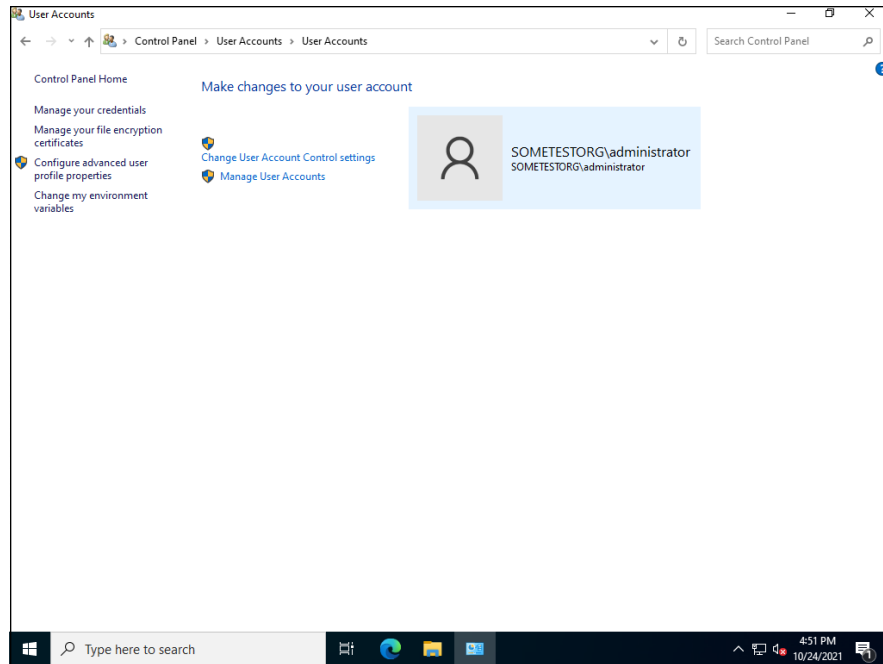 User Accounts
Control Panel › User Accounts › User Accounts
Search Control Panel
Control Panel Home
Manage your credentials
Manage your file encryption
certificates
Configure advanced user
profile properties
Change my environment
variables
Make changes to your user account
Change User Account Control settings
Manage User Accounts
SOMETESTORG\administrator
SOMETESTORG\administrator
Type here to search
4:51 PM
10/24/2021
1